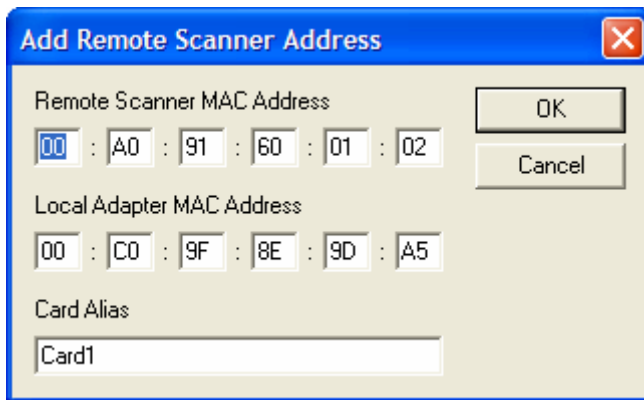 Add Remote Scanner Address
Remote Scanner MAC Address
00 : A0 : 91 : 60 : 01 : 02
OK
Cancel
Local Adapter MAC Address
00 : C0 : 9F : 8E : 9D : A5
Card Alias
Card1